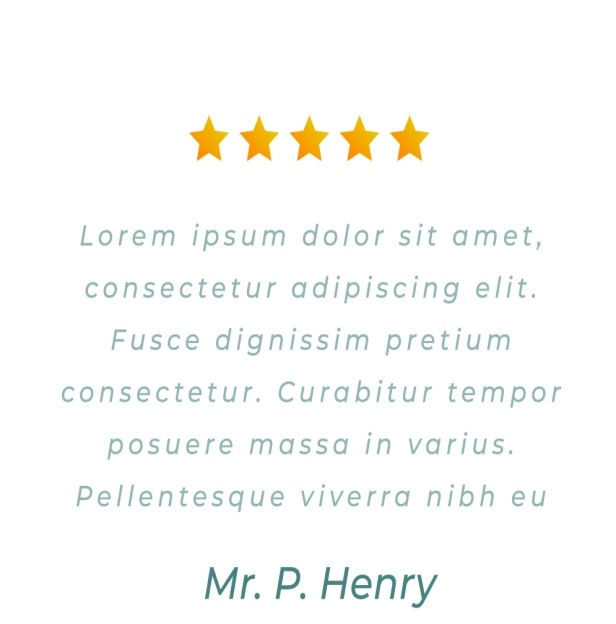 Lorem ipsum dolor sit amet,
consectetur adipiscing elit.
Fusce dignissim pretium
consectetur. Curabitur tempor
posuere massa in varius.
Pellentesque viverra nibh eu
Mr. P. Henry